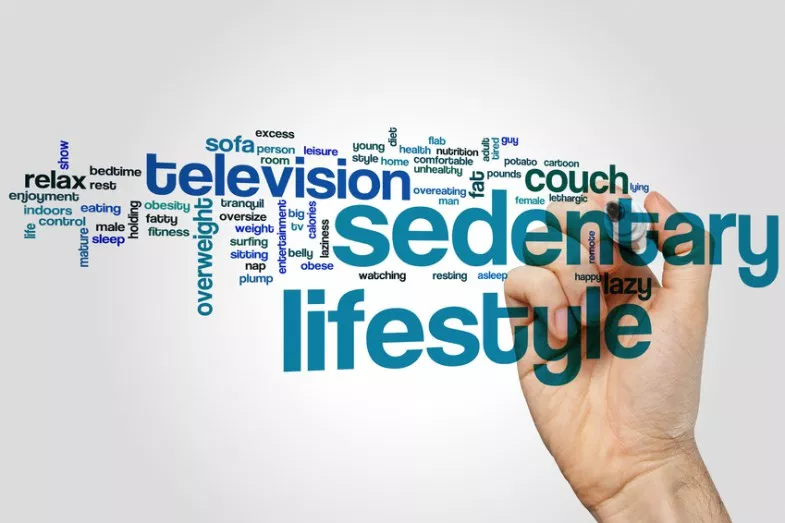 show
relax
bedtime
rest
enjoyment
indoors
eating
control
life
mature
male
sleep
holding
obesity
fatty
fitness
sofa
excess
person
leisure
room
television
overweight
tranquil
oversize
weight
surfing
sitting
nap
plump
entertainment
big
tv
belly
obese
calories
laziness
young
diet
style
home
health
flab
nutrition
comfortable
unhealthy
overeating
man
fat
adult
tired
guy
potato
cartoon
pounds
couch
lying
female
lethargic
sedentary
remote
watching
resting
asleep
happy
lazy
lifestyle